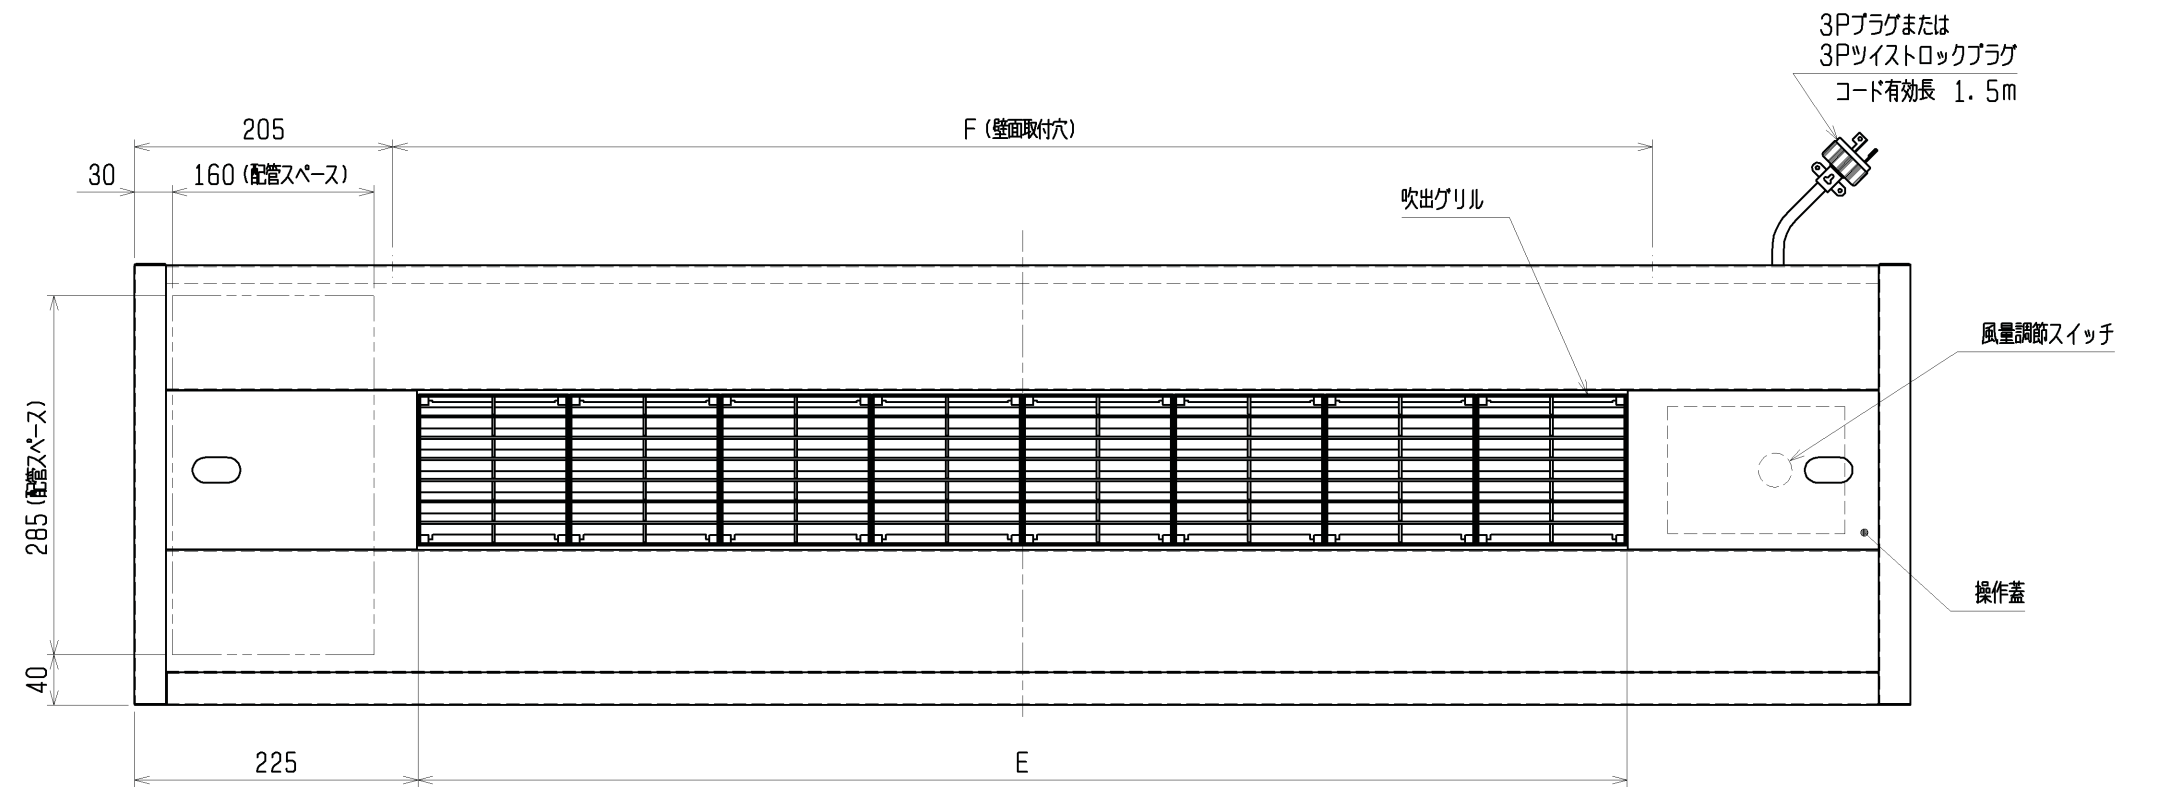 3Pプラグまたは
3Pツイストロックプラグ
コード有効長 1.5m
205
F(壁面取付穴)
30
160(配管スペース)
吹出グリル
風量調節スイッチ
285(配管スペース)
操作蓋
40
225
E